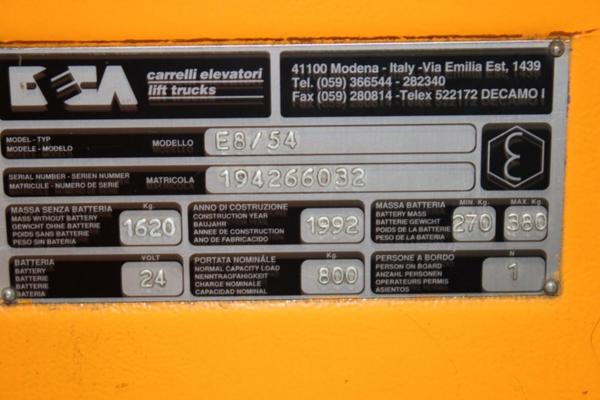 DECA
carrelli elevatori
lift trucks
41100 Modena - Italy -Via Emilia Est, 1439
Tel. (059) 366544 - 282340
Fax (059) 280814 -Telex 522172 DECAMO I
MODEL - TYP
MODELE - MODELO
MODELLO
E8/54
SERIAL NUMBER - SERIEN NUMMER
MATRICULE - NUMERO DE SERIE
MATRICOLA
194266032
MASSA SENZA BATTERIA
MASS WITHOUT BATTERY
GEWICHT OHNE BATTERIE
POIDS SANS BATTERIE
PESO SIN BATERIA
Kg.
1620
ANNO DI COSTRUZIONE
CONSTRUCTION YEAR
BAUJAHR
ANNEE DE CONSTRUCTION
ANO DE FABRICACIDO
1992
MASSA BATTERIA
BATTERY MASS
BATTERIE GEWICHT
POIDS DE LA BATTERIE
PESO DE LA BATERIA
MIN. Kg.
270
MAX. Kg.
380
BATTERIA
BATTERY
BATTERIE
BATTERIE
BATERIA
VOLT
24
PORTATA NOMINÁLE
NORMAL CAPACITY LOAD
NENNTRAGFAHIGKEIT
CHARGE NOMINALE
CAPACIDAD NOMINAL
Kg.
800
PERSONE A BORDO
PERSON ON BOARD
ANZAHL PERSONEN
OPERATEURS PERMIS
ASIENTOS
N
1